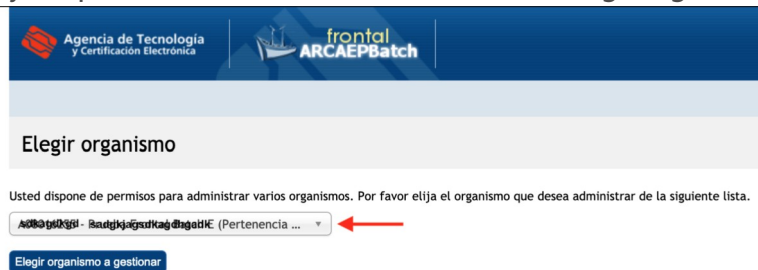 Agencia de Tecnología
y Certificación Electrónica
frontal
ARCAEPBatch
Elegir organismo
Usted dispone de permisos para administrar varios organismos. Por favor elija el organismo que desea administrar de la siguiente lista.
(Pertenencia ...
Elegir organismo a gestionar